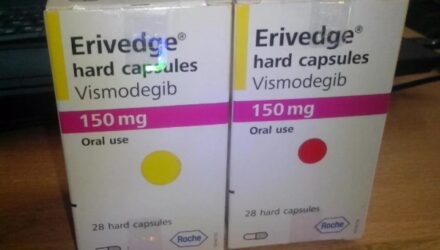 Erivedge®
hard capsules
Vismodegib
150 mg
Oral use
28 hard capsules
Roche
Erivedge®
hard capsules
Vismodegib
150 mg
Oral use
28 hard capsules
Roche